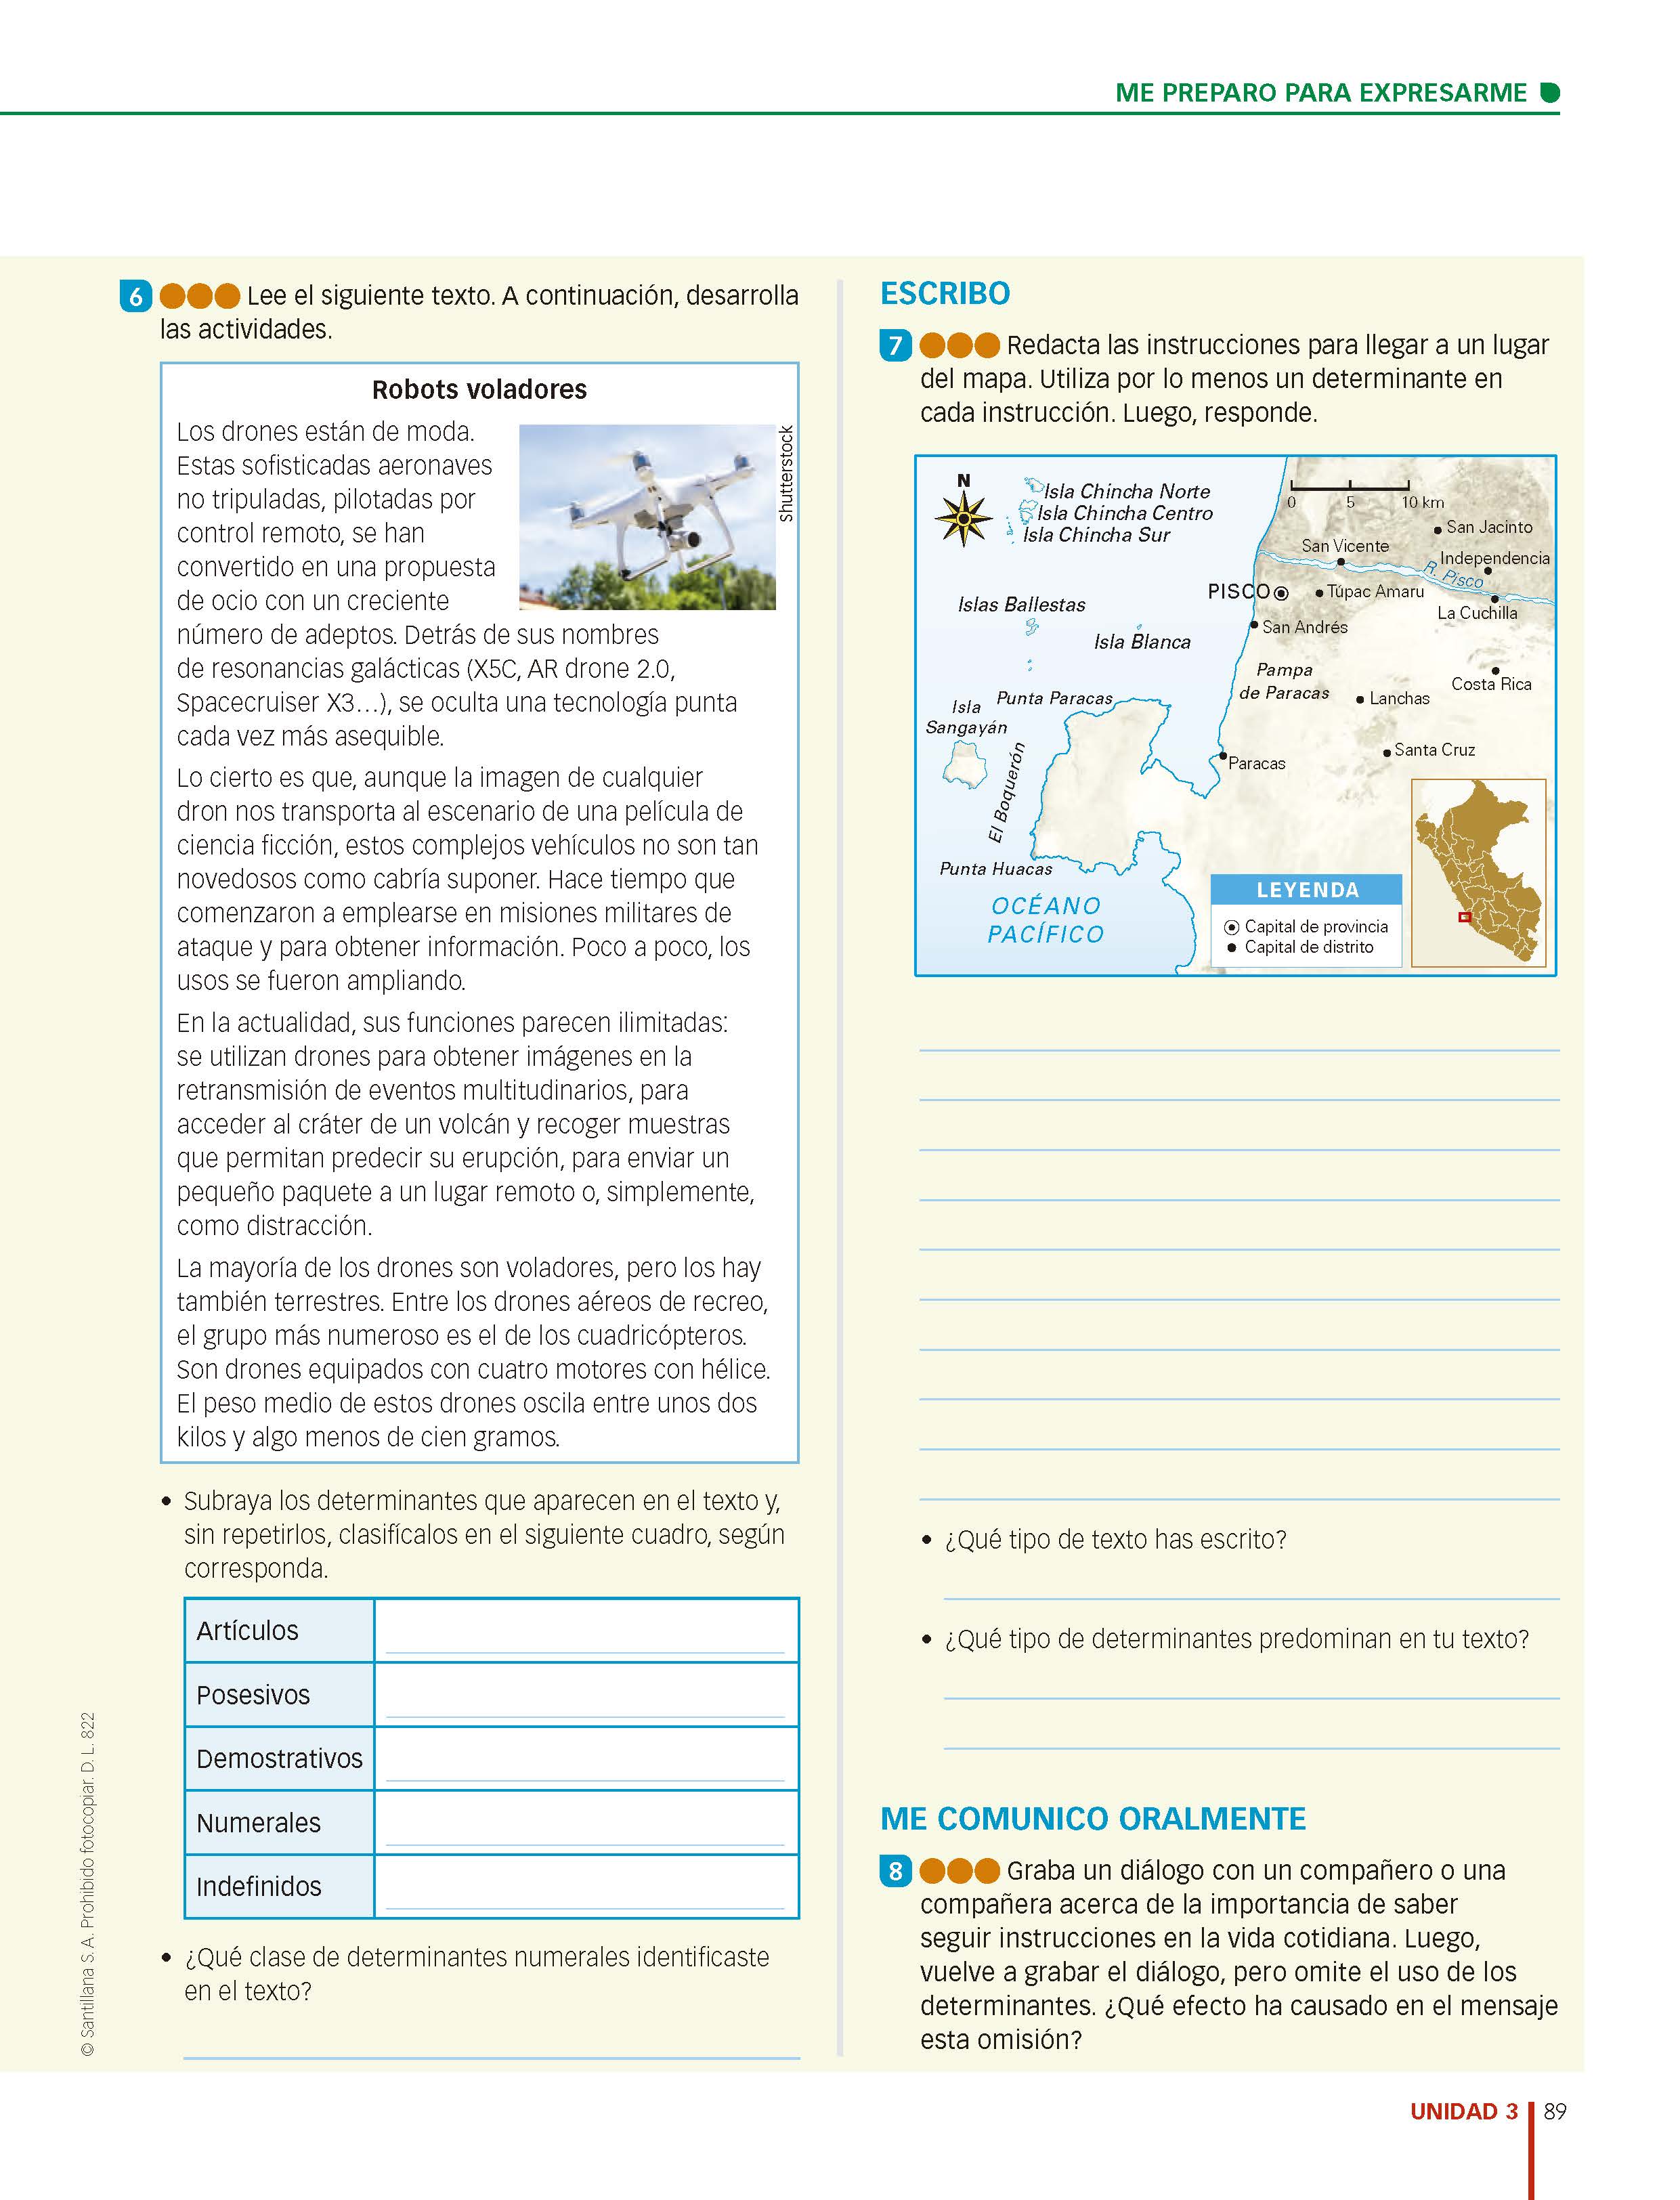 ME PREPARO PARA EXPRESARME
6 Lee el siguiente texto. A continuación, desarrolla
las actividades.
Robots voladores
Los drones están de moda.
Estas sofisticadas aeronaves
no tripuladas, pilotadas por
control remoto, se han
convertido en una propuesta
de ocio con un creciente
número de adeptos. Detrás de sus nombres
de resonancias galácticas (X5C, AR drone 2.0,
Spacecruiser X3…), se oculta una tecnología punta
cada vez más asequible.
Shutterstock
Lo cierto es que, aunque la imagen de cualquier
dron nos transporta al escenario de una película de
ciencia ficción, estos complejos vehículos no son tan
novedosos como cabría suponer. Hace tiempo que
comenzaron a emplearse en misiones militares de
ataque y para obtener información. Poco a poco, los
usos se fueron ampliando.
En la actualidad, sus funciones parecen ilimitadas:
se utilizan drones para obtener imágenes en la
retransmisión de eventos multitudinarios, para
acceder al cráter de un volcán y recoger muestras
que permitan predecir su erupción, para enviar un
pequeño paquete a un lugar remoto o, simplemente,
como distracción.
La mayoría de los drones son voladores, pero los hay
también terrestres. Entre los drones aéreos de recreo,
el grupo más numeroso es el de los cuadricópteros.
Son drones equipados con cuatro motores con hélice.
El peso medio de estos drones oscila entre unos dos
kilos y algo menos de cien gramos.
• Subraya los determinantes que aparecen en el texto y,
sin repetirlos, clasifícalos en el siguiente cuadro, según
corresponda.
Artículos
Posesivos
Demostrativos
Numerales
Indefinidos
• ¿Qué clase de determinantes numerales identificaste
en el texto?
© Santillana S. A. Prohibido fotocopiar. D. L. 822
ESCRIBO
7 Redacta las instrucciones para llegar a un lugar
del mapa. Utiliza por lo menos un determinante en
cada instrucción. Luego, responde.
N
Isla Chincha Norte
Isla Chincha Centro
Isla Chincha Sur
0 5 10 km
San Jacinto
San Vicente
Independencia
R. Pisco
PISCO
Túpac Amaru
Islas Ballestas
La Cuchilla
San Andrés
Isla Blanca
Pampa
de Paracas
Costa Rica
Lanchas
Punta Paracas
Isla
Sangayán
Santa Cruz
Paracas
El Boquerón
Punta Huacas
OCÉANO
PACÍFICO
LEYENDA
Capital de provincia
Capital de distrito
• ¿Qué tipo de texto has escrito?
• ¿Qué tipo de determinantes predominan en tu texto?
ME COMUNICO ORALMENTE
8 Graba un diálogo con un compañero o una
compañera acerca de la importancia de saber
seguir instrucciones en la vida cotidiana. Luego,
vuelve a grabar el diálogo, pero omite el uso de los
determinantes. ¿Qué efecto ha causado en el mensaje
esta omisión?
UNIDAD 3 89